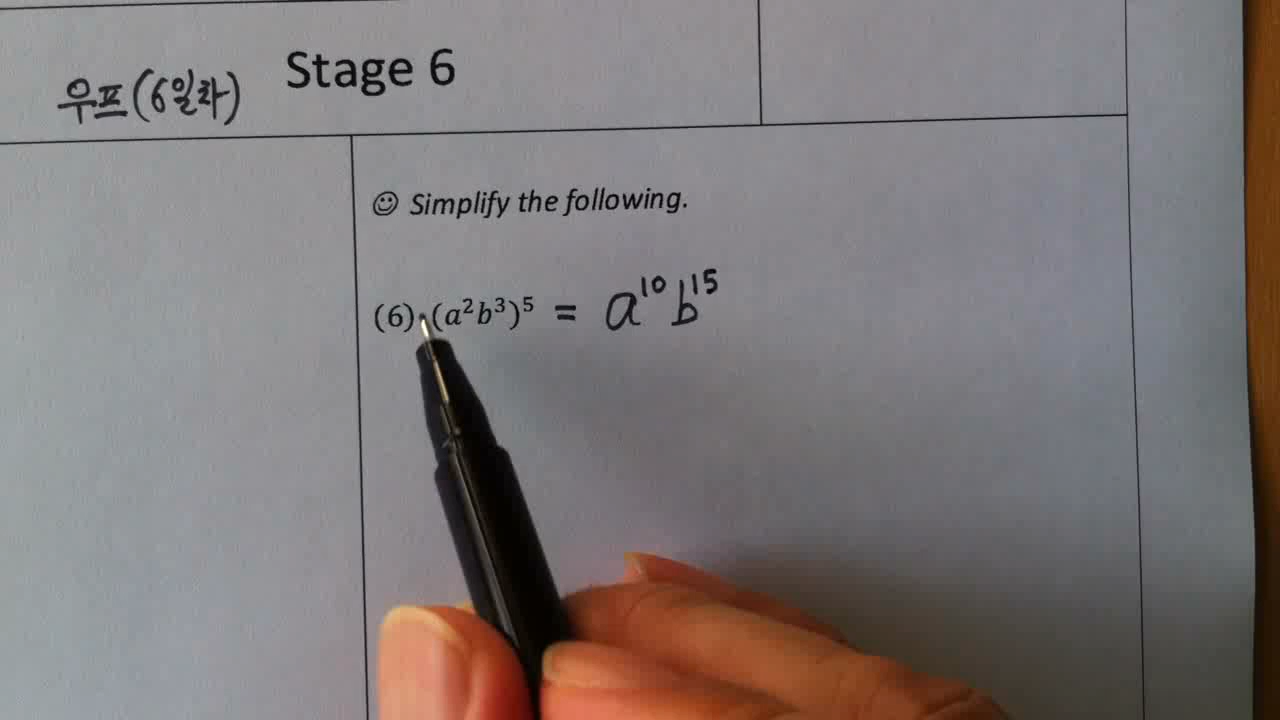 우프(6일차) Stage 6
☺ Simplify the following.
(6) (a²b³)⁵ = a¹⁰b¹⁵